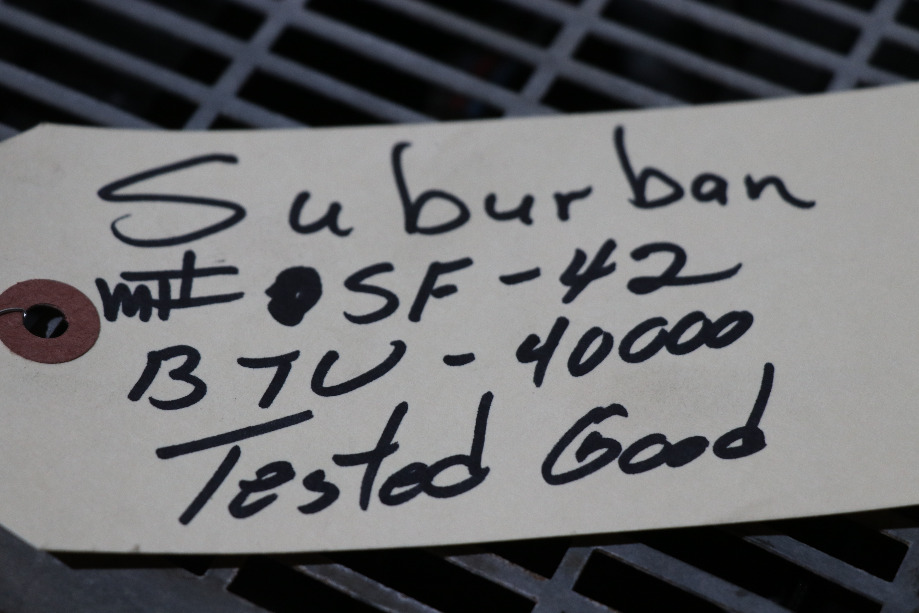 Suburban
SF-42
BTU - 40000
Tested Good